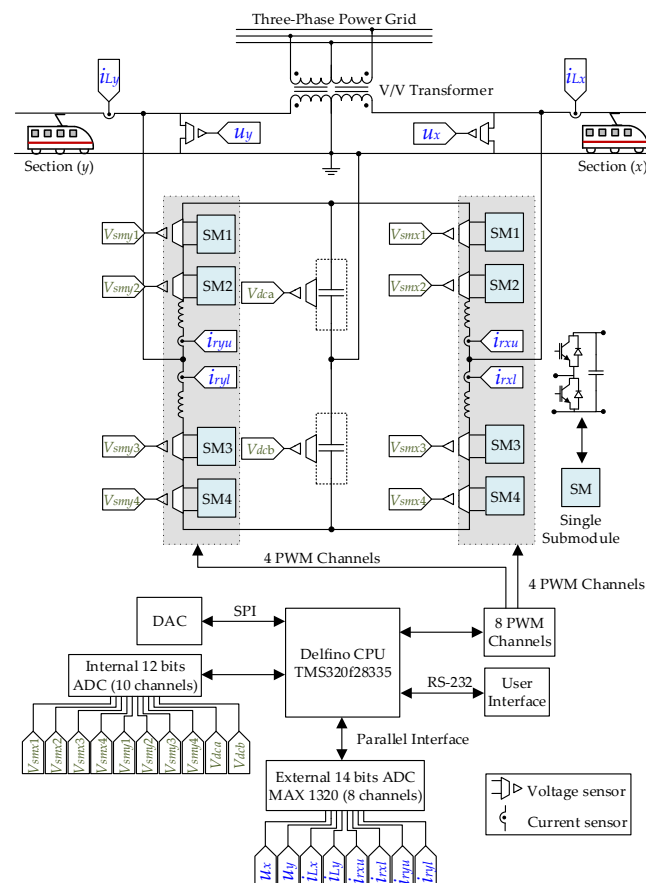 Three-Phase Power Grid
iLy
iLx
V/V Transformer
uy
ux
Section (y)
Section (x)
Vsmy1
SM1
Vsmx1
SM1
Vsmy2
SM2
Vdca
Vsmx2
SM2
iryu
irxu
iryl
irxl
Vsmy3
SM3
Vdcb
Vsmx3
SM3
Vsmy4
SM4
Vsmx4
SM4
SM
Single
Submodule
4 PWM Channels
4 PWM Channels
DAC
SPI
Delfino CPU
TMS320f28335
8 PWM
Channels
Internal 12 bits
ADC (10 channels)
RS-232
User
Interface
Vsmx1
Vsmx2
Vsmx3
Vsmx4
Vsmy1
Vsmy2
Vsmy3
Vsmy4
Vdca
Vdcb
Parallel Interface
External 14 bits ADC
MAX 1320 (8 channels)
Voltage sensor
Current sensor
ux
uy
iLx
iLy
irxu
irxl
iryu
iryl